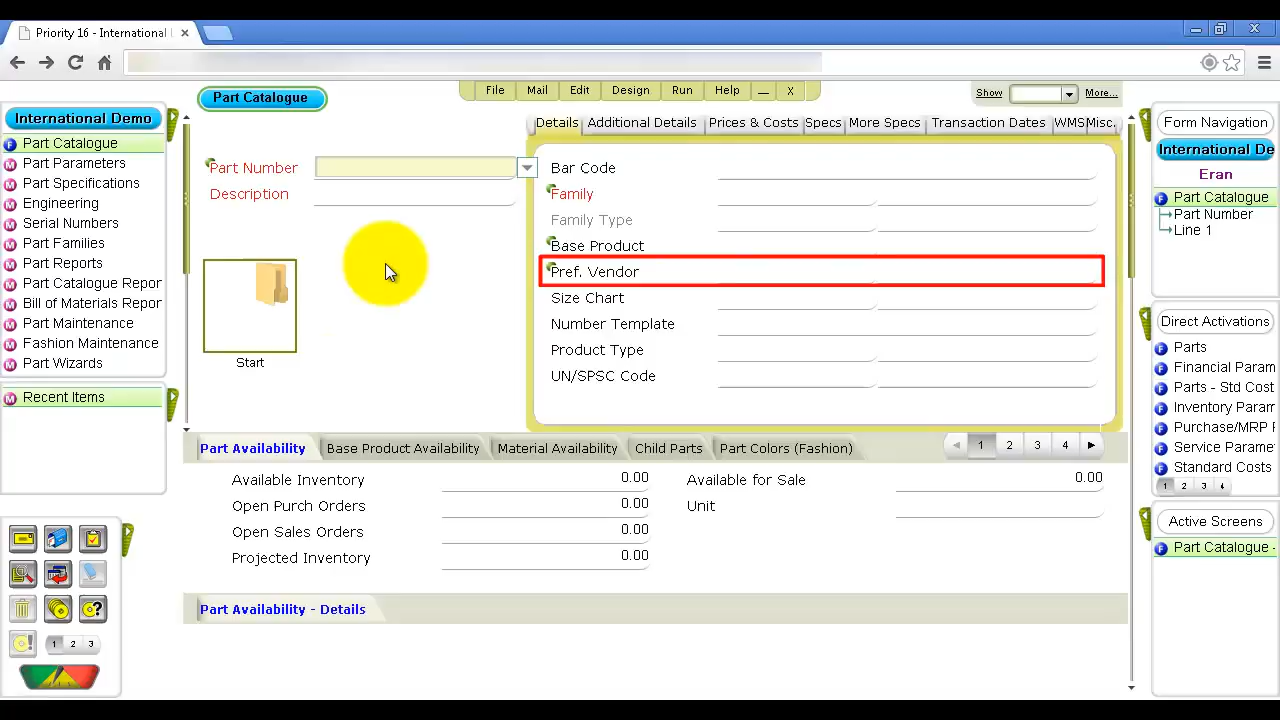 Priority 16 - International
Part Catalogue
File Mail Edit Design Run Help _ X
Show More...
International Demo
Part Catalogue
Part Parameters
Part Specifications
Engineering
Serial Numbers
Part Families
Part Reports
Part Catalogue Repor
Bill of Materials Repor
Part Maintenance
Fashion Maintenance
Part Wizards
Recent Items
1 2 3
Part Number
Description
Start
Details Additional Details Prices & Costs Specs More Specs Transaction Dates WMS Misc.
Bar Code
Family
Family Type
Base Product
Pref. Vendor
Size Chart
Number Template
Product Type
UN/SPSC Code
Part Availability Base Product Availability Material Availability Child Parts Part Colors (Fashion) 1 2 3 4
Available Inventory 0.00 Available for Sale 0.00
Open Purch Orders 0.00 Unit
Open Sales Orders 0.00
Projected Inventory 0.00
Part Availability - Details
Form Navigation
International De
Eran
Part Catalogue
Part Number
Line 1
Direct Activations
Parts
Financial Param
Parts - Std Cost
Inventory Param
Purchase/MRP
Service Parame
Standard Costs
1 2 3 4
Active Screens
Part Catalogue -